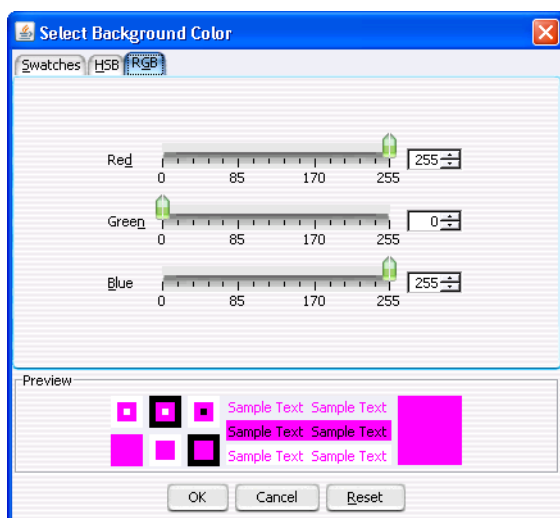 Select Background Color
Swatches HSB RGB
Red 255
0 85 170 255
Green 0
0 85 170 255
Blue 255
0 85 170 255
Preview
Sample Text Sample Text
Sample Text Sample Text
Sample Text Sample Text
OK Cancel Reset